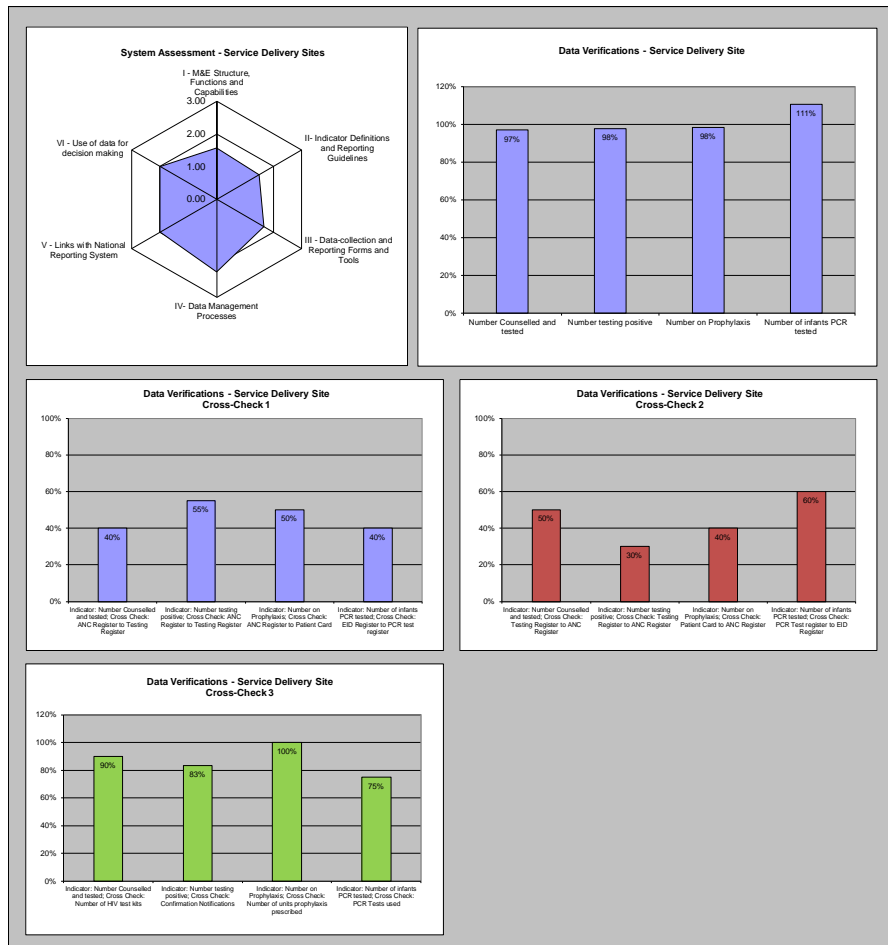 System Assessment - Service Delivery Sites
I - M&E Structure,
Functions and
Capabilities
3.00
2.00
1.00
0.00
II- Indicator Definitions
and Reporting
Guidelines
III - Data-collection and
Reporting Forms and
Tools
IV- Data Management
Processes
V - Links with National
Reporting System
VI - Use of data for
decision making
Data Verifications - Service Delivery Site
120%
100%
80%
60%
40%
20%
0%
97%
98%
98%
111%
Number Counselled and
tested
Number testing positive
Number on Prophylaxis
Number of infants PCR
tested
Data Verifications - Service Delivery Site
Cross-Check 1
100%
80%
60%
40%
20%
0%
40%
55%
50%
40%
Indicator: Number Counselled
and tested; Cross Check:
ANC Register to Testing
Register
Indicator: Number testing
positive; Cross Check: ANC
Register to Testing Register
Indicator: Number on
Prophylaxis; Cross Check:
ANC Register to Patient Card
Indicator: Number of infants
PCR tested; Cross Check:
EID Register to PCR test
register
Data Verifications - Service Delivery Site
Cross-Check 2
100%
80%
60%
40%
20%
0%
50%
30%
40%
60%
Indicator: Number Counselled
and tested; Cross Check:
Testing Register to ANC
Register
Indicator: Number testing
positive; Cross Check: Testing
Register to ANC Register
Indicator: Number on
Prophylaxis; Cross Check:
Patient Card to ANC Register
Indicator: Number of infants
PCR tested; Cross Check:
PCR Test register to EID
Register
Data Verifications - Service Delivery Site
Cross-Check 3
120%
100%
80%
60%
40%
20%
0%
90%
83%
100%
75%
Indicator: Number Counselled
and tested; Cross Check:
Number of HIV test kits
Indicator: Number testing
positive; Cross Check:
Confirmation Notifications
Indicator: Number on
Prophylaxis; Cross Check:
Number of units prophylaxis
prescribed
Indicator: Number of infants
PCR tested; Cross Check:
PCR Tests used